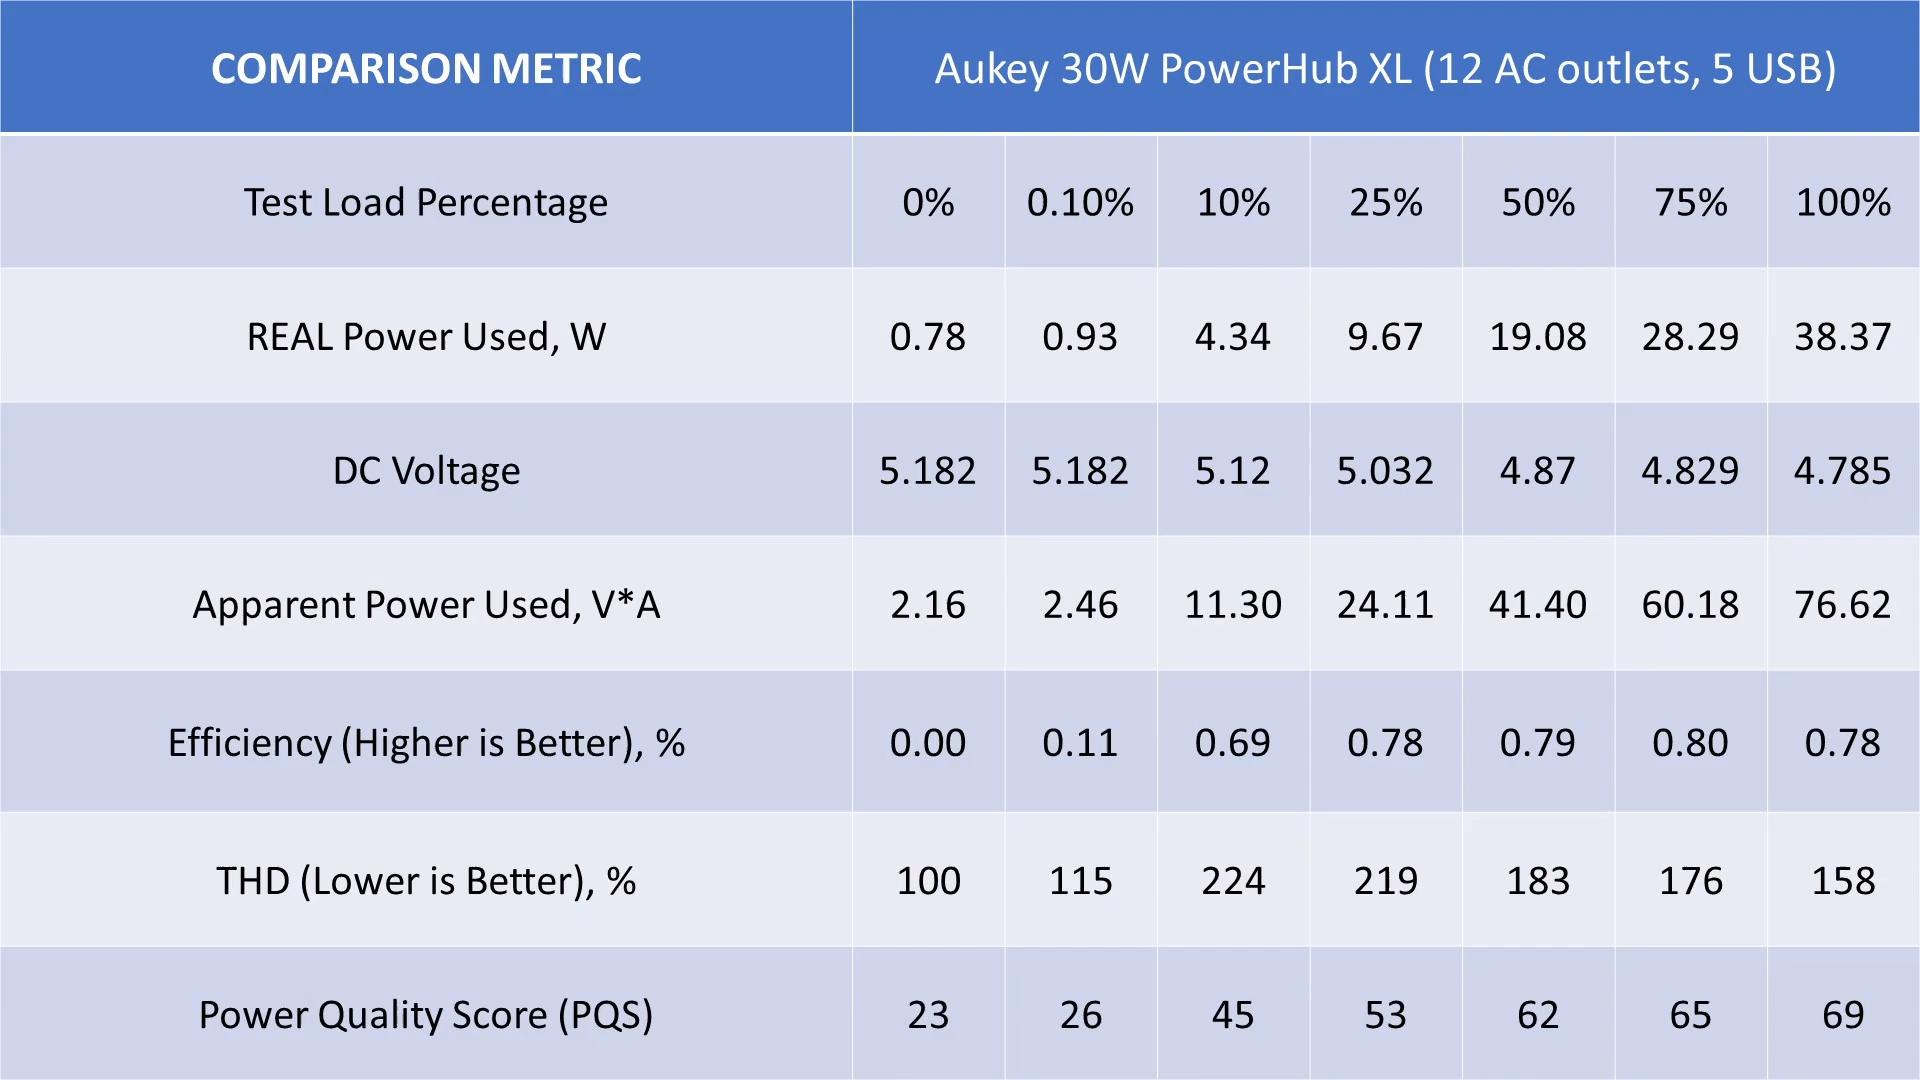 COMPARISON METRIC Aukey 30W PowerHub XL (12 AC outlets, 5 USB)
Test Load Percentage 0% 0.10% 10% 25% 50% 75% 100%
REAL Power Used, W 0.78 0.93 4.34 9.67 19.08 28.29 38.37
DC Voltage 5.182 5.182 5.12 5.032 4.87 4.829 4.785
Apparent Power Used, V*A 2.16 2.46 11.30 24.11 41.40 60.18 76.62
Efficiency (Higher is Better), % 0.00 0.11 0.69 0.78 0.79 0.80 0.78
THD (Lower is Better), % 100 115 224 219 183 176 158
Power Quality Score (PQS) 23 26 45 53 62 65 69